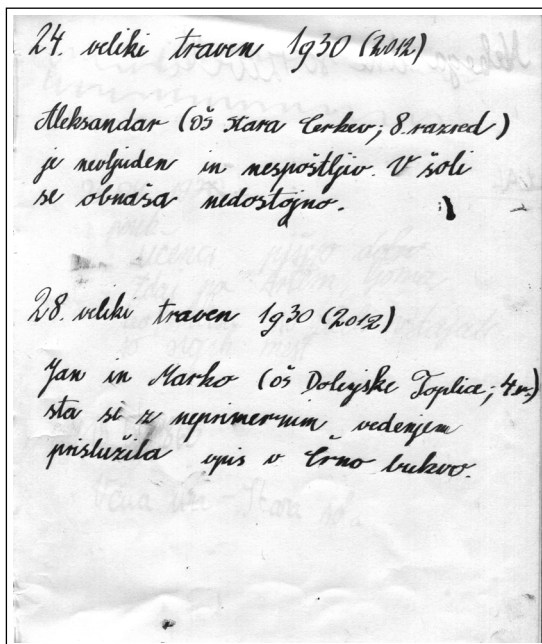 24. veliki traven 1930 (2012)
Aleksandar (OŠ Stara Cerkev; 8. razred)
je nevljuden in nespoštljiv. V šoli
se obnaša nedostojno. ;)
28. veliki traven 1930 (2012)
Jan in Marko (OŠ Dolenjske Toplice; 4.r.)
sta si z neprimernim vedenjem
prislužila vpis v Črno bukvo.